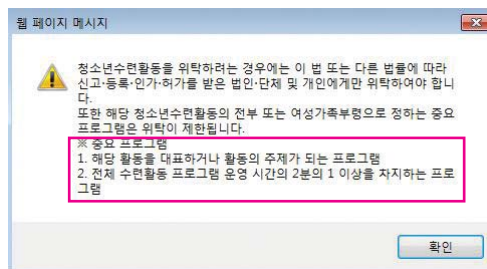 웹 페이지 메시지
청소년수련활동을 위탁하려는 경우에는 이 법 또는 다른 법률에 따라
신고·등록·인가·허가를 받은 법인·단체 및 개인에게만 위탁하여야 합니
다.
또한 해당 청소년수련활동의 전부 또는 여성가족부령으로 정하는 중요
프로그램은 위탁이 제한됩니다.
※ 중요 프로그램
1. 해당 활동을 대표하거나 활동의 주제가 되는 프로그램
2. 전체 수련활동 프로그램 운영 시간의 2분의 1 이상을 차지하는 프로
그램
확인